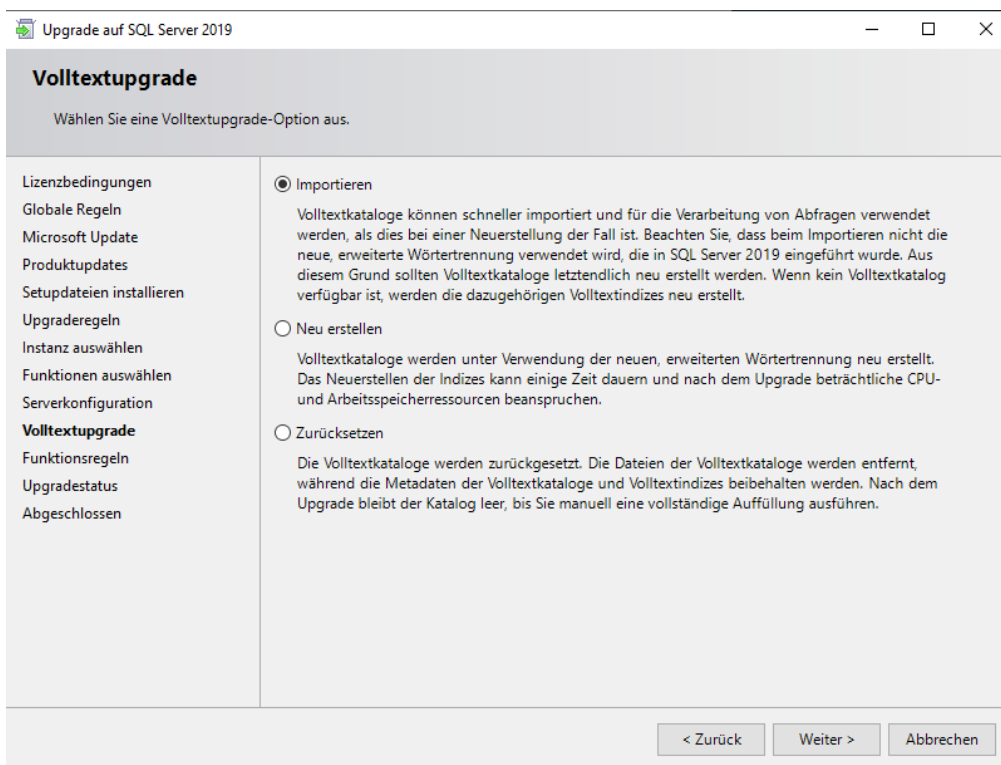 Upgrade auf SQL Server 2019
Volltextupgrade
Wählen Sie eine Volltextupgrade-Option aus.
Lizenzbedingungen
Globale Regeln
Microsoft Update
Produktupdates
Setupdateien installieren
Upgraderegeln
Instanz auswählen
Funktionen auswählen
Serverkonfiguration
Volltextupgrade
Funktionsregeln
Upgradestatus
Abgeschlossen
Importieren
Volltextkataloge können schneller importiert und für die Verarbeitung von Abfragen verwendet
werden, als dies bei einer Neuerstellung der Fall ist. Beachten Sie, dass beim Importieren nicht die
neue, erweiterte Wörtertrennung verwendet wird, die in SQL Server 2019 eingeführt wurde. Aus
diesem Grund sollten Volltextkataloge letztendlich neu erstellt werden. Wenn kein Volltextkatalog
verfügbar ist, werden die dazugehörigen Volltextindizes neu erstellt.
Neu erstellen
Volltextkataloge werden unter Verwendung der neuen, erweiterten Wörtertrennung neu erstellt.
Das Neuerstellen der Indizes kann einige Zeit dauern und nach dem Upgrade beträchtliche CPU-
und Arbeitsspeicherressourcen beanspruchen.
Zurücksetzen
Die Volltextkataloge werden zurückgesetzt. Die Dateien der Volltextkataloge werden entfernt,
während die Metadaten der Volltextkataloge und Volltextindizes beibehalten werden. Nach dem
Upgrade bleibt der Katalog leer, bis Sie manuell eine vollständige Auffüllung ausführen.
< Zurück
Weiter >
Abbrechen